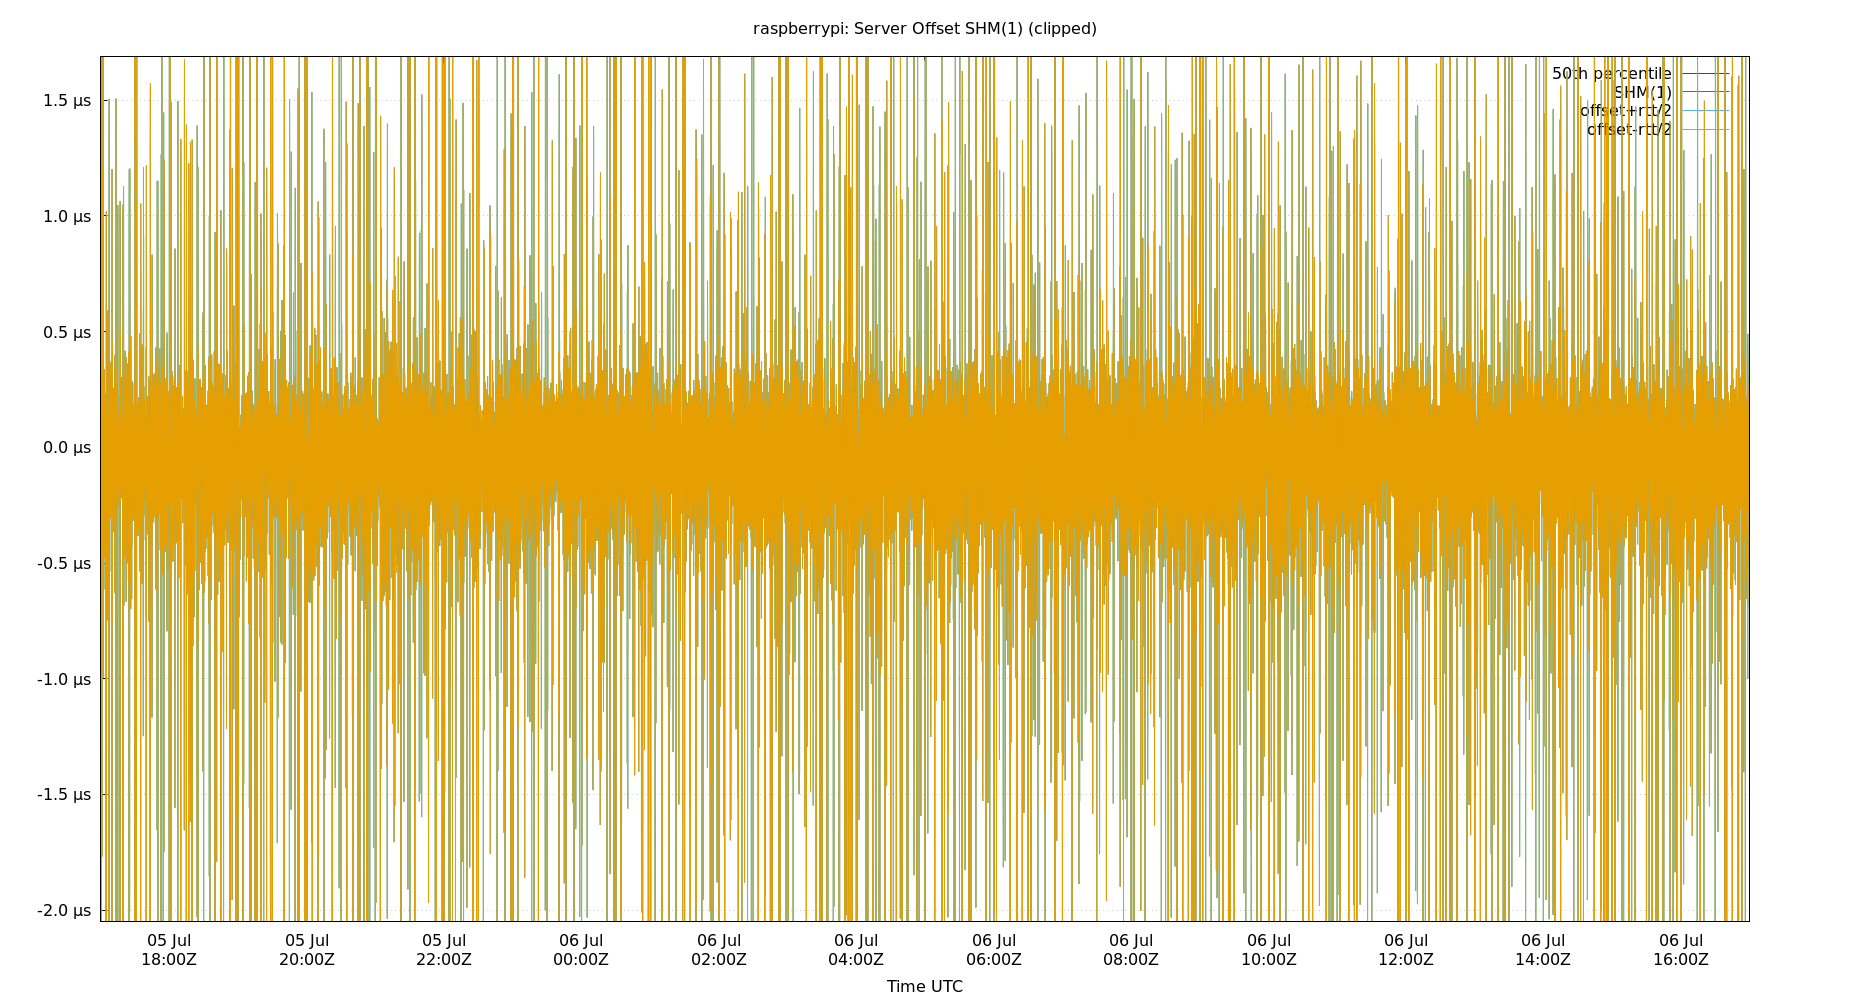 raspberrypi: Server Offset SHM(1) (clipped)
50th percentile
SHM(1)
offset+rtt/2
offset-rtt/2
1.5 µs
1.0 µs
0.5 µs
0.0 µs
-0.5 µs
-1.0 µs
-1.5 µs
-2.0 µs
05 Jul 05 Jul 05 Jul 06 Jul 06 Jul 06 Jul 06 Jul 06 Jul 06 Jul 06 Jul 06 Jul 06 Jul
18:00Z 20:00Z 22:00Z 00:00Z 02:00Z 04:00Z 06:00Z 08:00Z 10:00Z 12:00Z 14:00Z 16:00Z
Time UTC